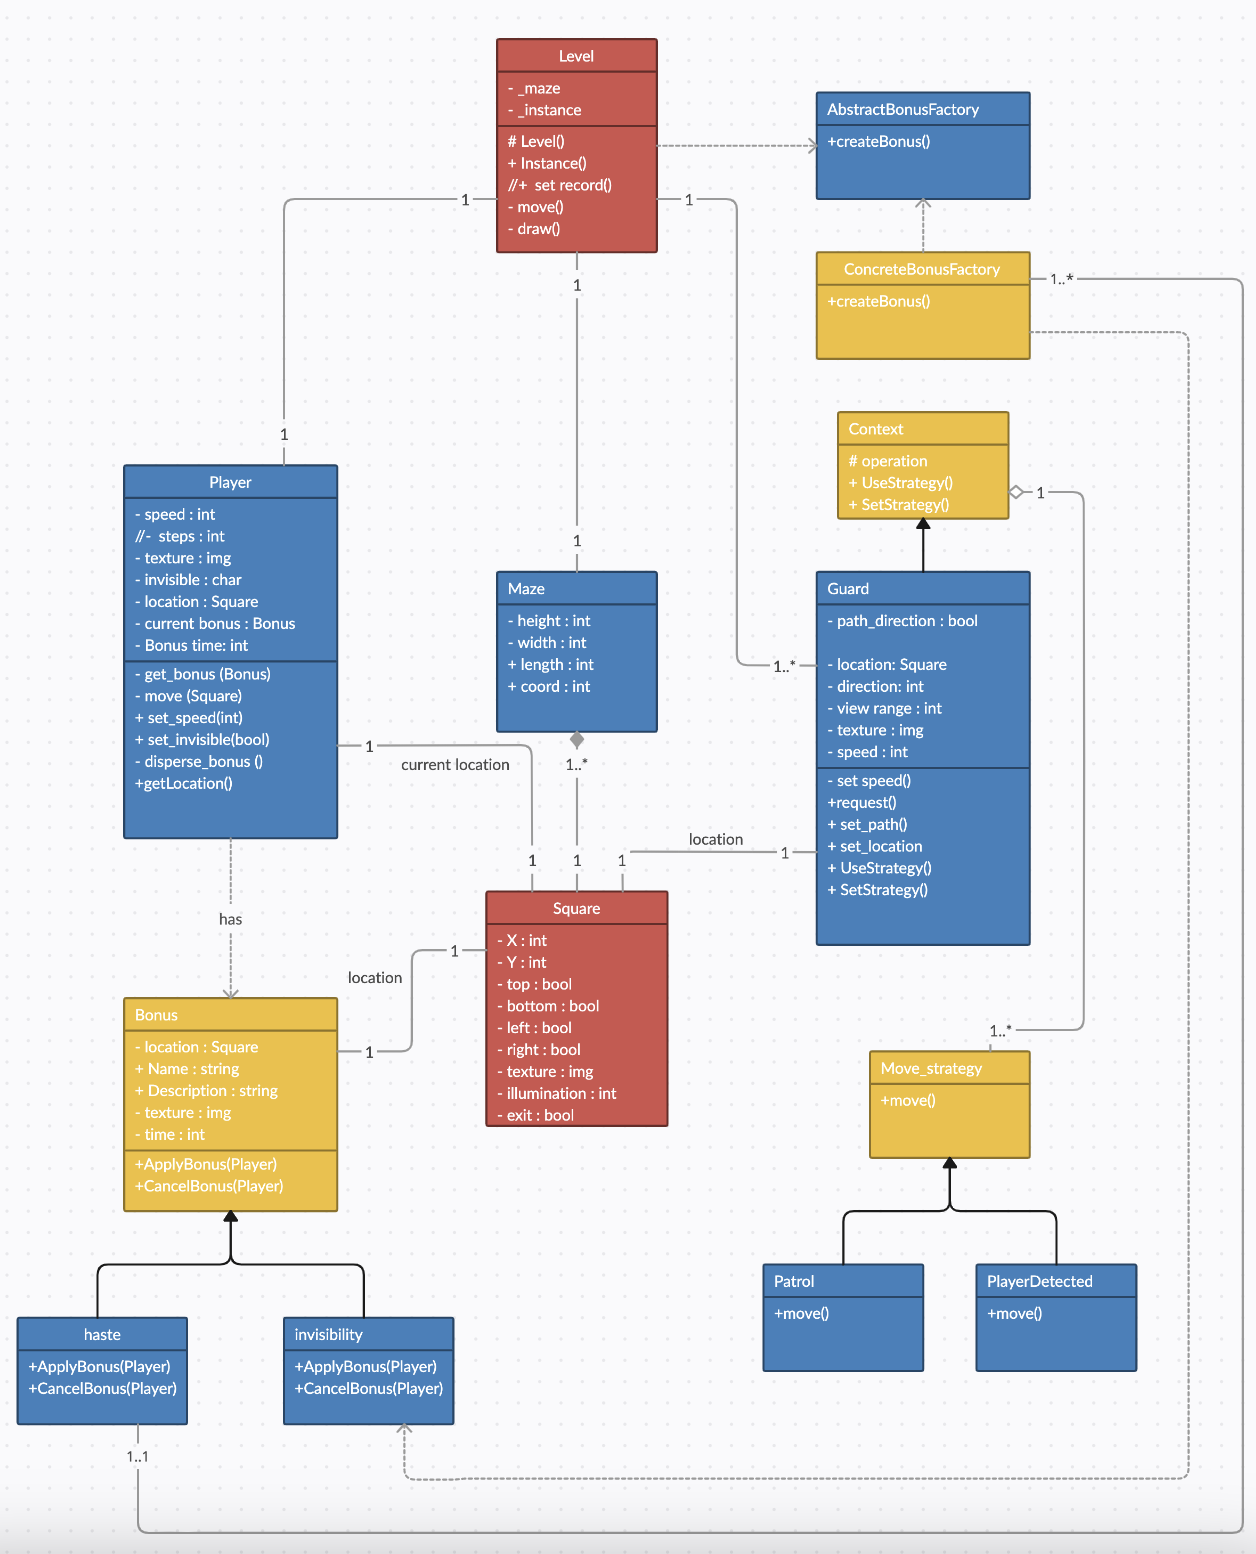 Level
- _maze
- _instance
# Level()
+ Instance()
//+ set record()
- move()
- draw()
AbstractBonusFactory
+createBonus()
1
1
1
ConcreteBonusFactory
+createBonus()
1..*
Context
# operation
+ UseStrategy()
+ SetStrategy()
1
1
Player
- speed : int
//- steps : int
- texture : img
- invisible : char
- location : Square
- current bonus : Bonus
- Bonus time: int
- get_bonus (Bonus)
- move (Square)
+ set_speed(int)
+ set_invisible(bool)
- disperse_bonus ()
+getLocation()
1
Maze
- height : int
- width : int
+ length : int
+ coord : int
1..*
Guard
- path_direction : bool
- location: Square
- direction: int
- view range : int
- texture : img
- speed : int
- set speed()
+request()
+ set_path()
+ set_location
+ UseStrategy()
+ SetStrategy()
1
current location
1..*
location
1
1
1
1
has
Square
- X : int
- Y : int
- top : bool
- bottom : bool
- left : bool
- right : bool
- texture : img
- illumination : int
- exit : bool
1
location
1
Bonus
- location : Square
+ Name : string
+ Description : string
- texture : img
- time : int
+ApplyBonus(Player)
+CancelBonus(Player)
1..*
Move_strategy
+move()
Patrol
+move()
PlayerDetected
+move()
haste
+ApplyBonus(Player)
+CancelBonus(Player)
invisibility
+ApplyBonus(Player)
+CancelBonus(Player)
1..1